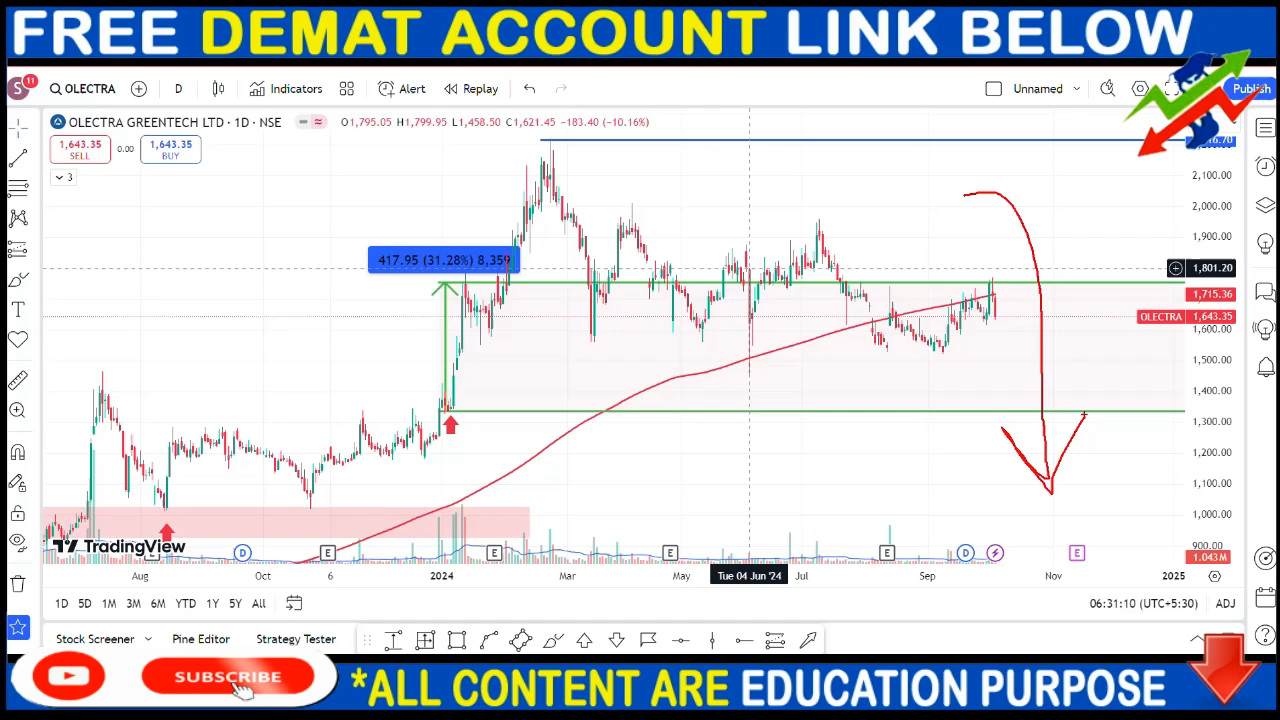 FREE DEMAT ACCOUNT LINK BELOW
S 11 OLECTRA D Indicators Alert Replay Unnamed Publish
OLECTRA GREENTECH LTD · 1D · NSE O1,795.05 H1,799.95 L1,458.50 C1,621.45 −183.40 (−10.16%)
1,643.35 SELL 0.00 1,643.35 BUY
3
2,100.00
2,000.00
1,900.00
417.95 (31.28%) 8,359
1,801.20
1,715.36
OLECTRA 1,643.35
1,600.00
1,500.00
1,400.00
1,300.00
1,200.00
1,100.00
1,000.00
900.00
TradingView
E D E E E E D E
1.043M
Aug Oct 6 2024 Mar May Tue 04 Jun '24 Jul Sep Nov 2025
1D 5D 1M 3M 6M YTD 1Y 5Y All 06:31:10 (UTC+5:30) ADJ
Stock Screener Pine Editor Strategy Tester
SUBSCRIBE
*ALL CONTENT ARE EDUCATION PURPOSE